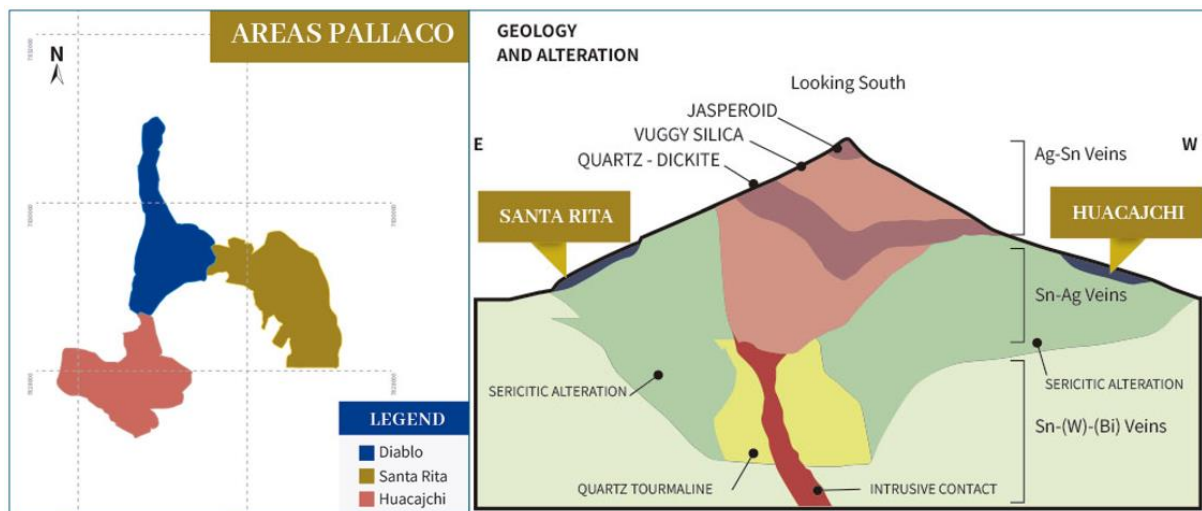 AREAS PALLACO
N
LEGEND
Diablo
Santa Rita
Huacajchi
GEOLOGY
AND ALTERATION
Looking South
JASPEROID
VUGGY SILICA
QUARTZ - DICKITE
E
W
Ag-Sn Veins
SANTA RITA
HUACAJCHI
Sn-Ag Veins
SERICITIC ALTERATION
SERICITIC ALTERATION
Sn-(W)-(Bi) Veins
QUARTZ TOURMALINE
INTRUSIVE CONTACT